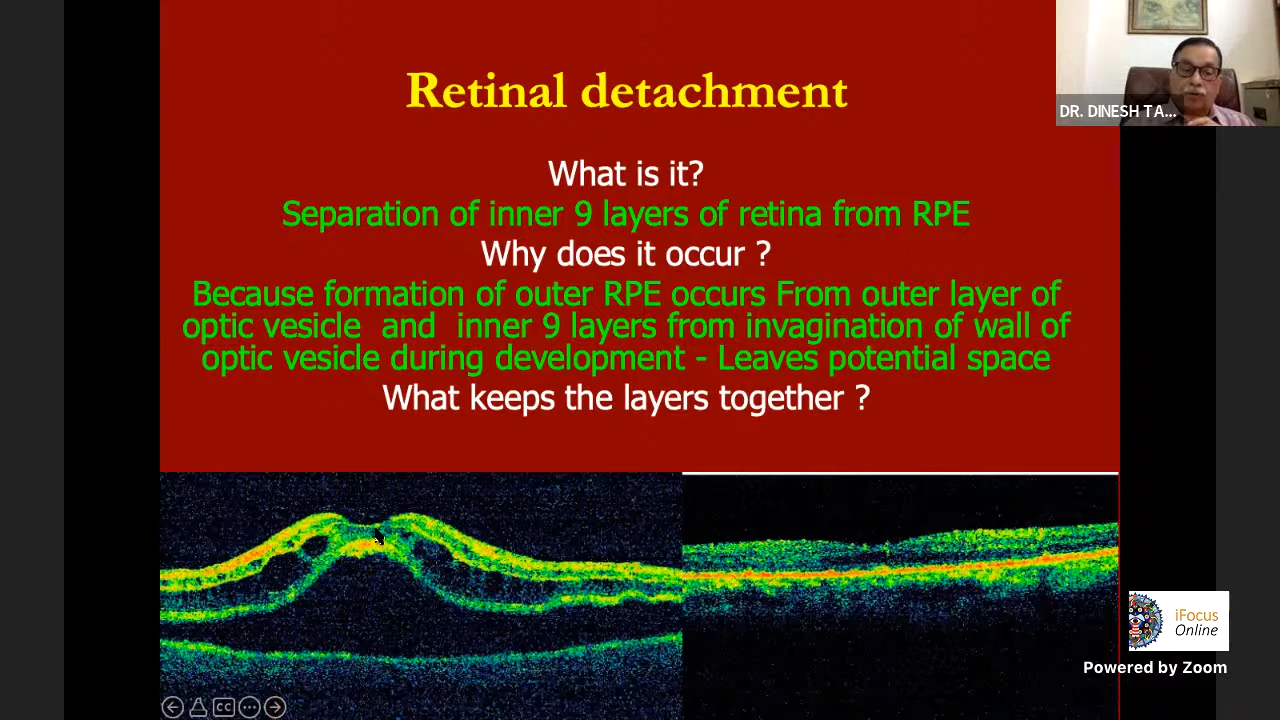 Retinal detachment
DR. DINESH TA...
What is it?
Separation of inner 9 layers of retina from RPE
Why does it occur ?
Because formation of outer RPE occurs From outer layer of
optic vesicle and inner 9 layers from invagination of wall of
optic vesicle during development - Leaves potential space
What keeps the layers together ?
iFocus
Online
Powered by Zoom
CC